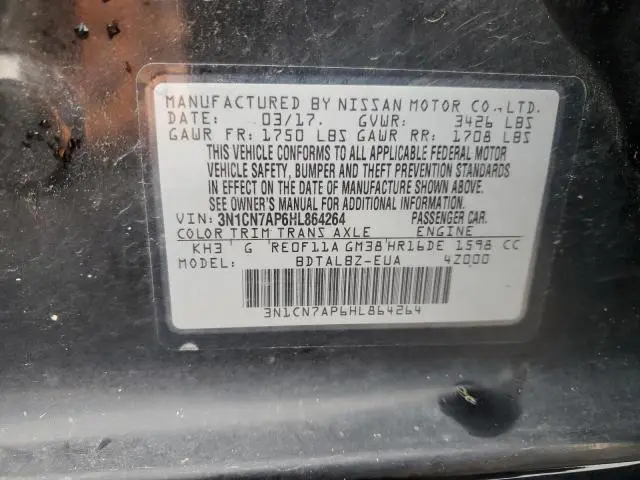 MANUFACTURED BY NISSAN MOTOR CO.,LTD.
DATE: 03/17. GVWR: 3426 LBS
GAWR FR: 1750 LBS GAWR RR: 1708 LBS
THIS VEHICLE CONFORMS TO ALL APPLICABLE FEDERAL MOTOR
VEHICLE SAFETY, BUMPER AND THEFT PREVENTION STANDARDS
IN EFFECT ON THE DATE OF MANUFACTURE SHOWN ABOVE.
SEE OWNER'S MANUAL FOR ADDITIONAL INFORMATION.
VIN: 3N1CN7AP6HL864264 PASSENGER CAR.
COLOR TRIM TRANS AXLE ENGINE
KH3 G RE0F11A GM38 HR16DE 1598 CC
MODEL: BDTALBZ-EUA 4Z000
3N1CN7AP6HL864264